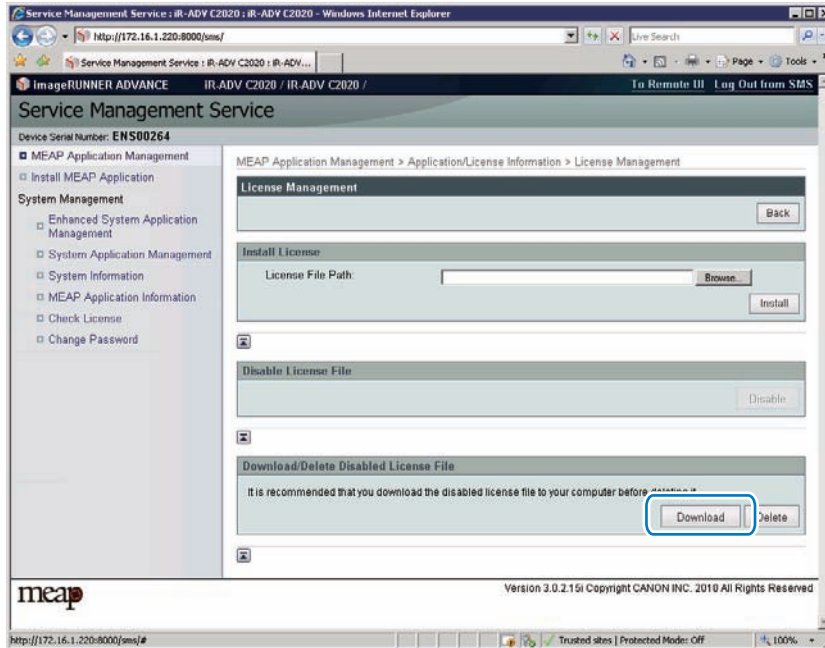 Service Management Service : iR-ADV C2020 : iR-ADV C2020 - Windows Internet Explorer
http://172.16.1.220:8000/sms/
Live Search
Service Management Service : iR-ADV C2020 : iR-ADV...
Page
Tools
imageRUNNER ADVANCE iR-ADV C2020 / iR-ADV C2020 /
To Remote UI Log Out from SMS
Service Management Service
Device Serial Number: ENS00264
MEAP Application Management
Install MEAP Application
System Management
Enhanced System Application
Management
System Application Management
System Information
MEAP Application Information
Check License
Change Password
MEAP Application Management > Application/License Information > License Management
License Management
Back
Install License
License File Path:
Browse...
Install
Disable License File
Disable
Download/Delete Disabled License File
It is recommended that you download the disabled license file to your computer before deleting it.
Download
Delete
meap
Version 3.0.2.15i Copyright CANON INC. 2010 All Rights Reserved
http://172.16.1.220:8000/sms/#
Trusted sites | Protected Mode: Off
100%